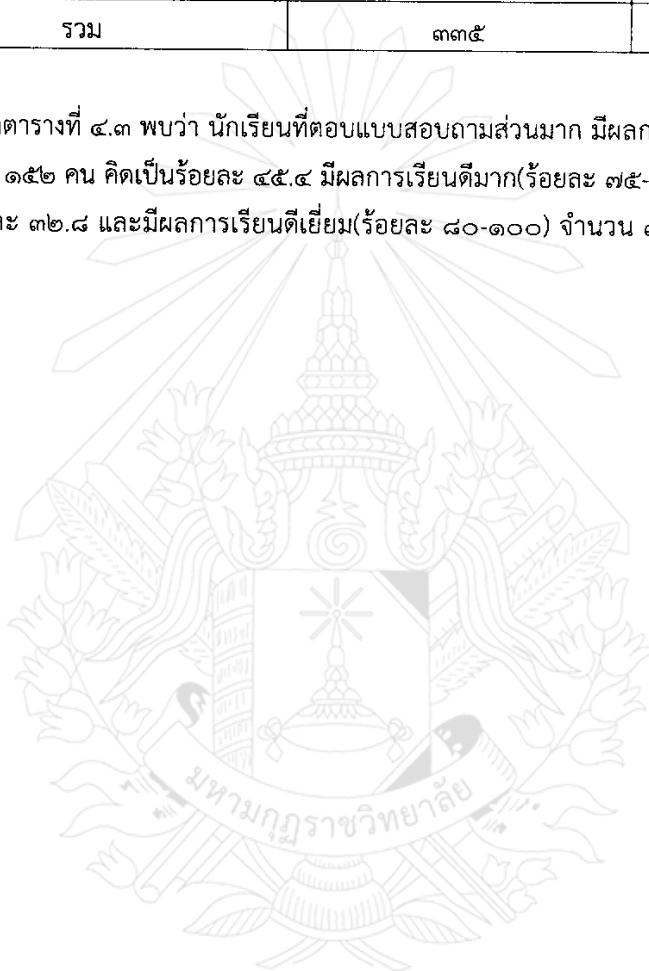 รวม ๓๓๕
ตารางที่ ๔.๓ พบว่า นักเรียนที่ตอบแบบสอบถามส่วนมาก มีผลก
๑๕๒ คน คิดเป็นร้อยละ ๔๕.๔ มีผลการเรียนดีมาก(ร้อยละ ๗๕-
ะ ๓๒.๘ และมีผลการเรียนดีเยี่ยม(ร้อยละ ๘๐-๑๐๐) จำนวน
มหามกุฏราชวิทยาลัย